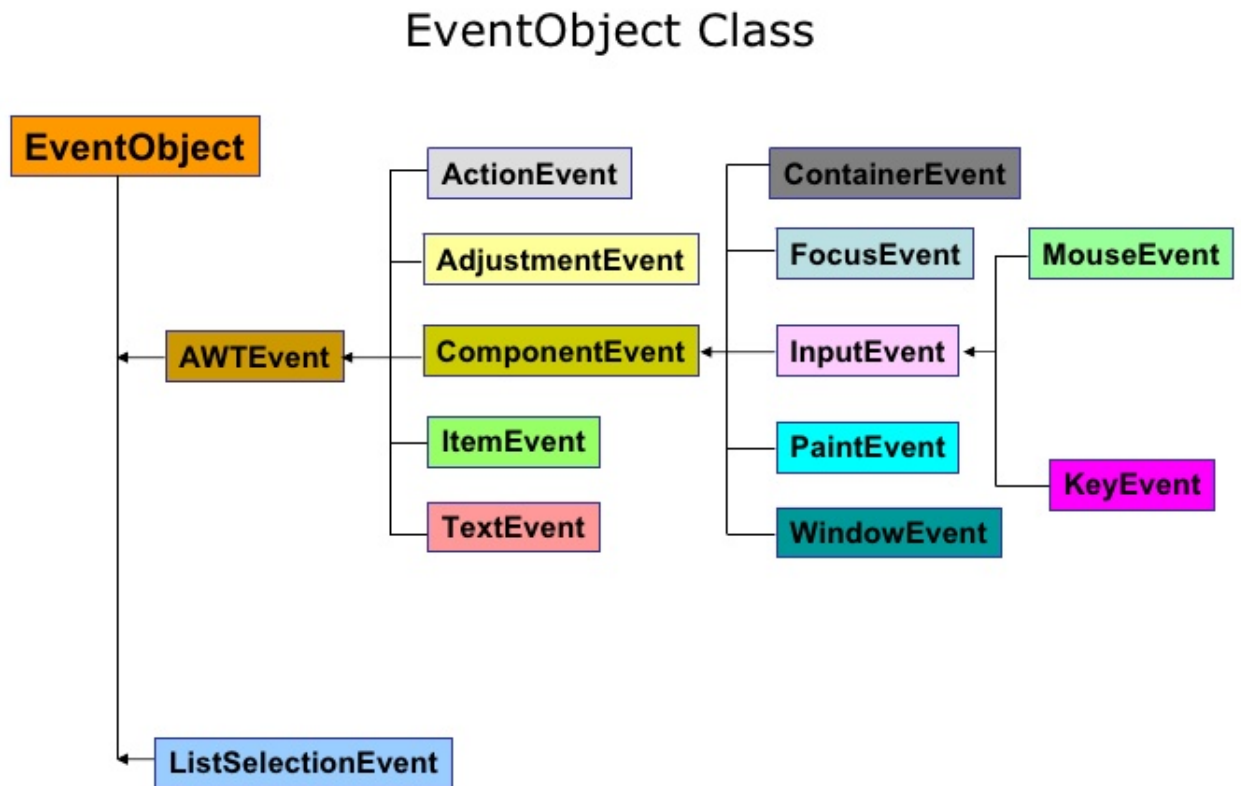 EventObject Class
EventObject
ActionEvent
ContainerEvent
AdjustmentEvent
FocusEvent
MouseEvent
AWTEvent
ComponentEvent
InputEvent
ItemEvent
PaintEvent
KeyEvent
TextEvent
WindowEvent
ListSelectionEvent